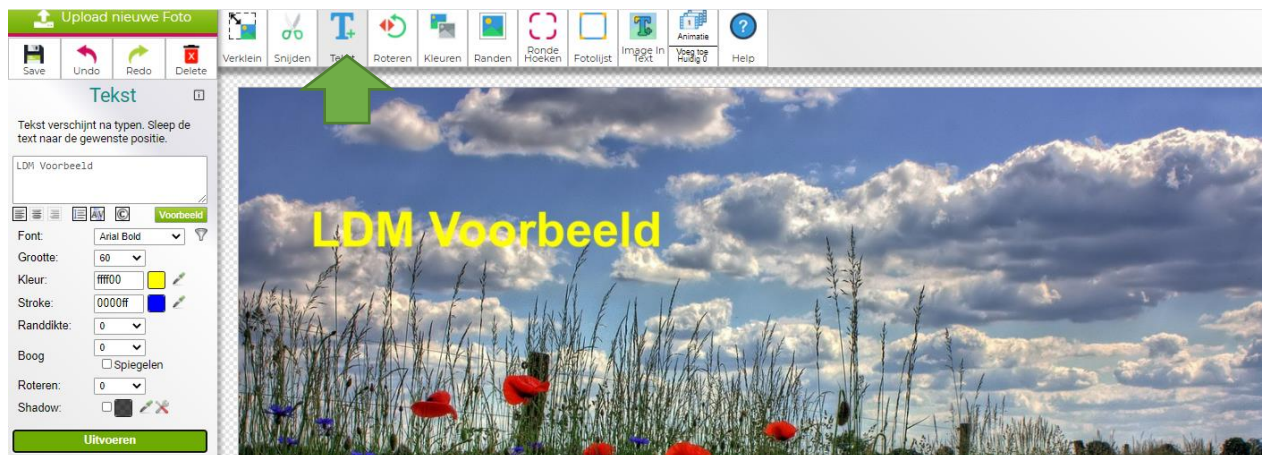 Upload nieuwe Foto
Save Undo Redo Delete
Verklein Snijden Tekst Roteren Kleuren Randen Ronde Hoeken Fotolijst Image In Text Animatie Voeg toe Huidig 0 Help
Tekst
Tekst verschijnt na typen. Sleep de
text naar de gewenste positie.
LDM Voorbeeld
Voorbeeld
Font: Arial Bold
Grootte: 60
Kleur: ffff00
Stroke: 0000ff
Randdikte: 0
Boog 0
Spiegelen
Roteren: 0
Shadow:
Uitvoeren
LDM Voorbeeld